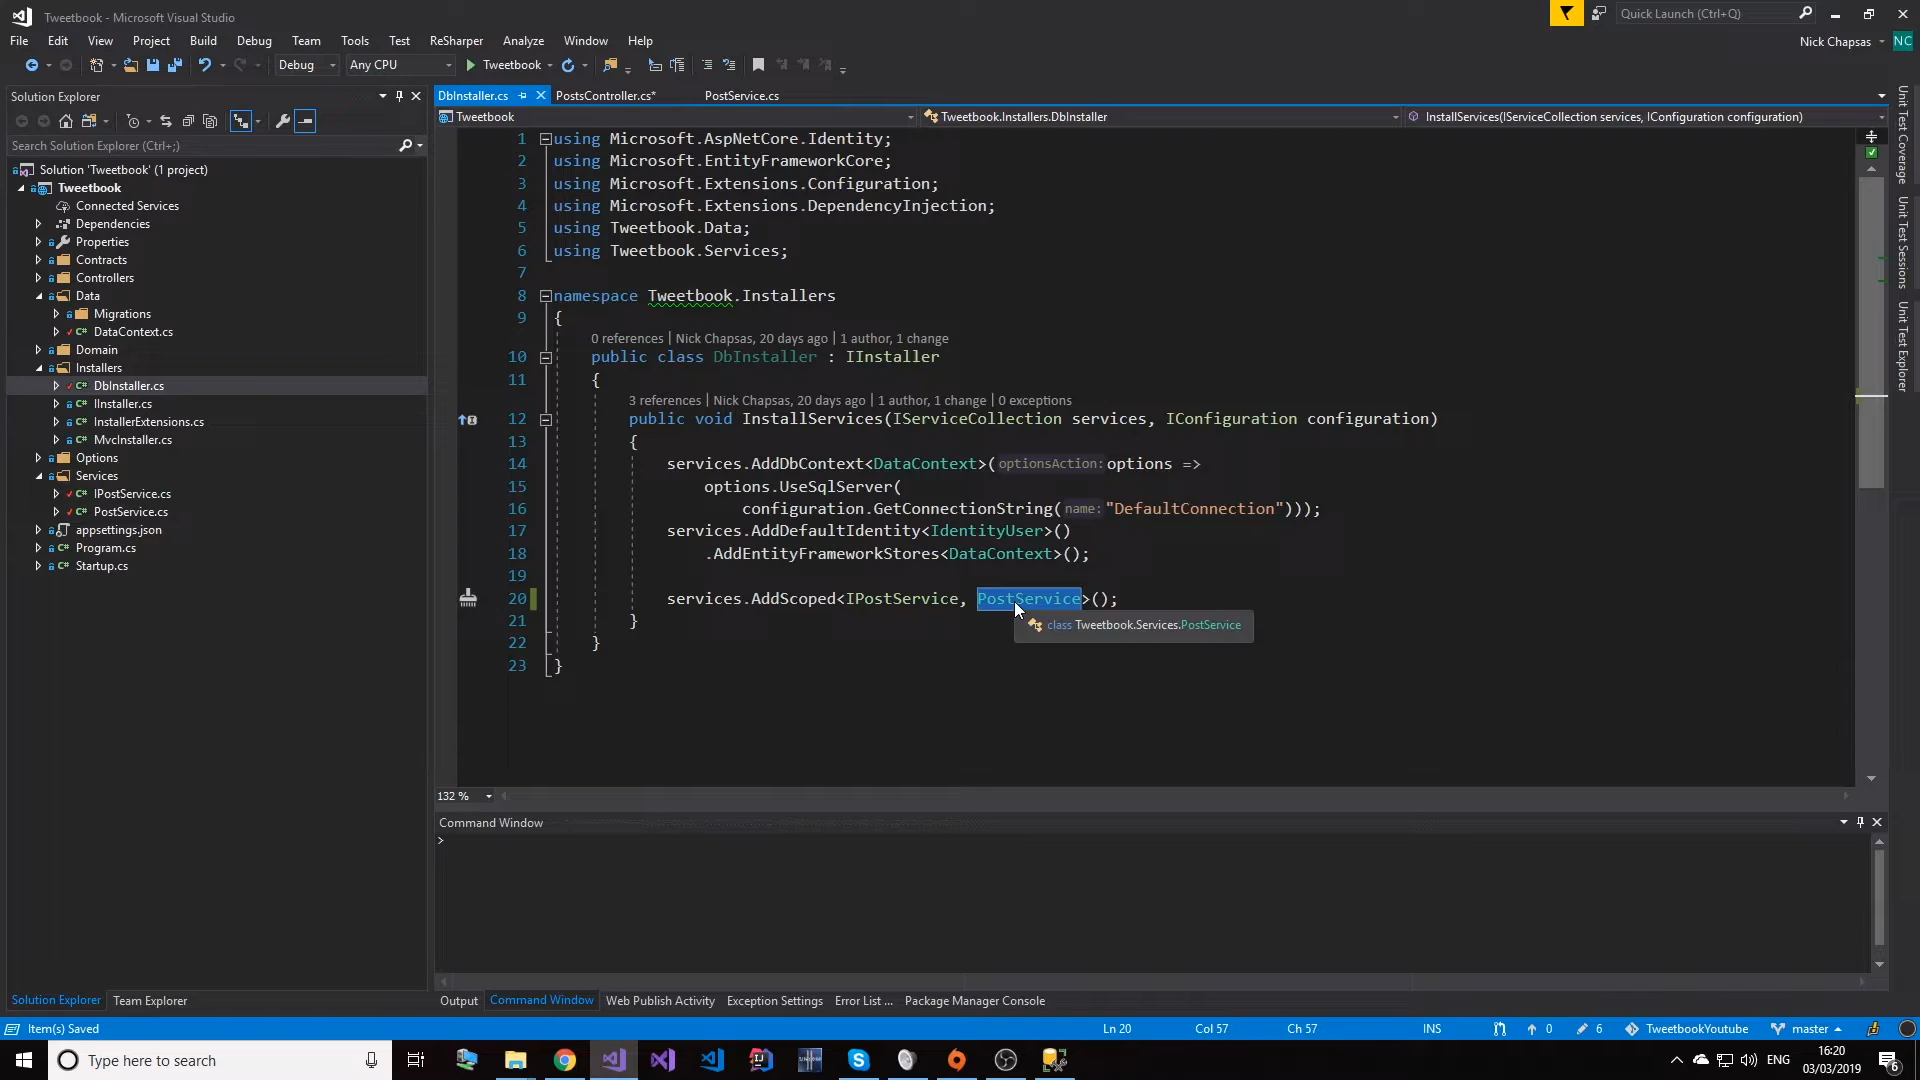 Tweetbook - Microsoft Visual Studio
Quick Launch (Ctrl+Q)
File Edit View Project Build Debug Team Tools Test ReSharper Analyze Window Help
Nick Chapsas NC
Debug Any CPU Tweetbook
Solution Explorer
Search Solution Explorer (Ctrl+;)
Solution 'Tweetbook' (1 project)
Tweetbook
Connected Services
Dependencies
Properties
Contracts
Controllers
Data
Migrations
C# DataContext.cs
Domain
Installers
C# DbInstaller.cs
C# IInstaller.cs
C# InstallerExtensions.cs
C# MvcInstaller.cs
Options
Services
C# IPostService.cs
C# PostService.cs
appsettings.json
C# Program.cs
C# Startup.cs
Solution Explorer Team Explorer
DbInstaller.cs PostsController.cs* PostService.cs
Tweetbook Tweetbook.Installers.DbInstaller InstallServices(IServiceCollection services, IConfiguration configuration)
1 using Microsoft.AspNetCore.Identity;
2 using Microsoft.EntityFrameworkCore;
3 using Microsoft.Extensions.Configuration;
4 using Microsoft.Extensions.DependencyInjection;
5 using Tweetbook.Data;
6 using Tweetbook.Services;
7
8 namespace Tweetbook.Installers
9 {
0 references | Nick Chapsas, 20 days ago | 1 author, 1 change
10 public class DbInstaller : IInstaller
11 {
3 references | Nick Chapsas, 20 days ago | 1 author, 1 change | 0 exceptions
12 public void InstallServices(IServiceCollection services, IConfiguration configuration)
13 {
14 services.AddDbContext<DataContext>(optionsAction: options =>
15 options.UseSqlServer(
16 configuration.GetConnectionString(name: "DefaultConnection")));
17 services.AddDefaultIdentity<IdentityUser>()
18 .AddEntityFrameworkStores<DataContext>();
19
20 services.AddScoped<IPostService, PostService>();
class Tweetbook.Services.PostService
21 }
22 }
23 }
132 %
Command Window
>
Output Command Window Web Publish Activity Exception Settings Error List ... Package Manager Console
Unit Test Coverage
Unit Test Sessions
Unit Test Explorer
Item(s) Saved Ln 20 Col 57 Ch 57 INS 0 6 TweetbookYoutube master
Type here to search
ENG
16:20
03/03/2019
6